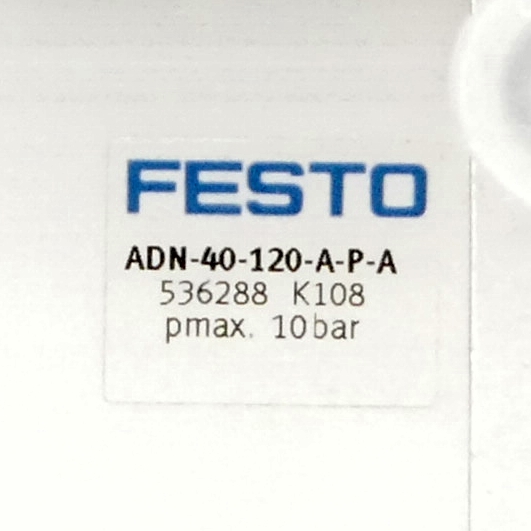 FESTO
ADN-40-120-A-P-A
536288 K108
pmax. 10bar